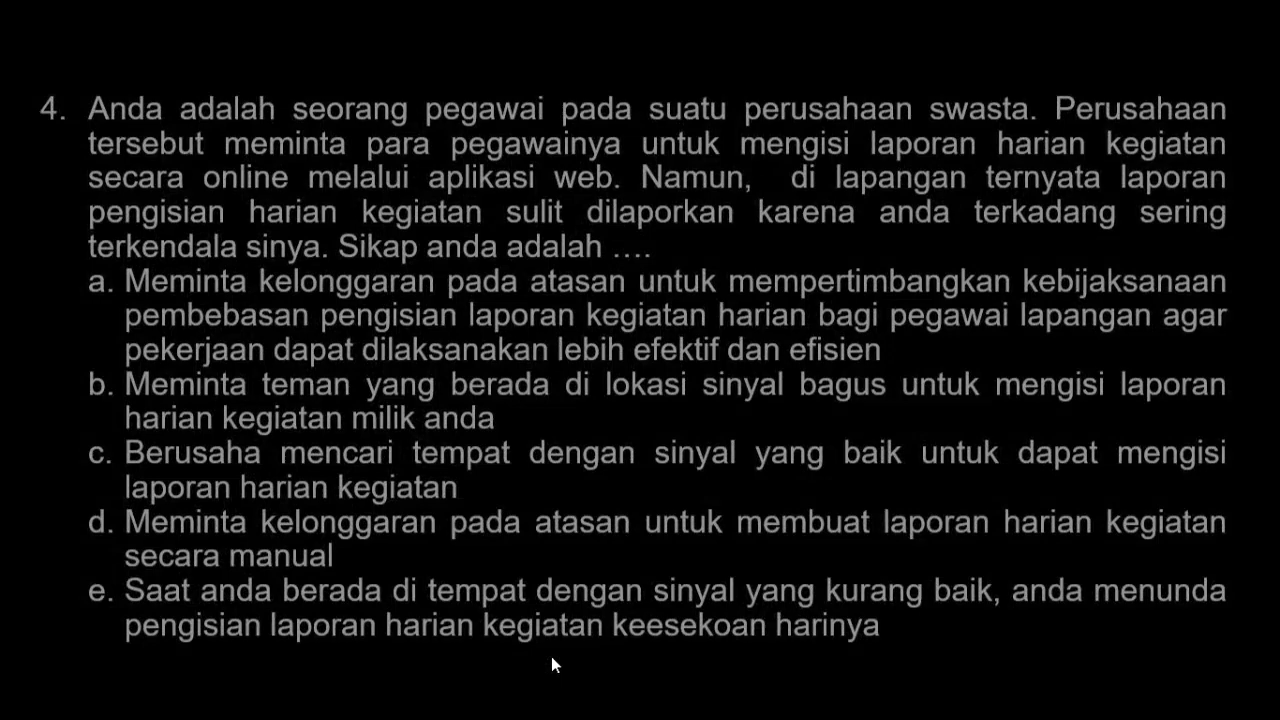 4. Anda adalah seorang pegawai pada suatu perusahaan swasta. Perusahaan
tersebut meminta para pegawainya untuk mengisi laporan harian kegiatan
secara online melalui aplikasi web. Namun, di lapangan ternyata laporan
pengisian harian kegiatan sulit dilaporkan karena anda terkadang sering
terkendala sinya. Sikap anda adalah ....
a. Meminta kelonggaran pada atasan untuk mempertimbangkan kebijaksanaan
pembebasan pengisian laporan kegiatan harian bagi pegawai lapangan agar
pekerjaan dapat dilaksanakan lebih efektif dan efisien
b. Meminta teman yang berada di lokasi sinyal bagus untuk mengisi laporan
harian kegiatan milik anda
c. Berusaha mencari tempat dengan sinyal yang baik untuk dapat mengisi
laporan harian kegiatan
d. Meminta kelonggaran pada atasan untuk membuat laporan harian kegiatan
secara manual
e. Saat anda berada di tempat dengan sinyal yang kurang baik, anda menunda
pengisian laporan harian kegiatan keesekoan harinya